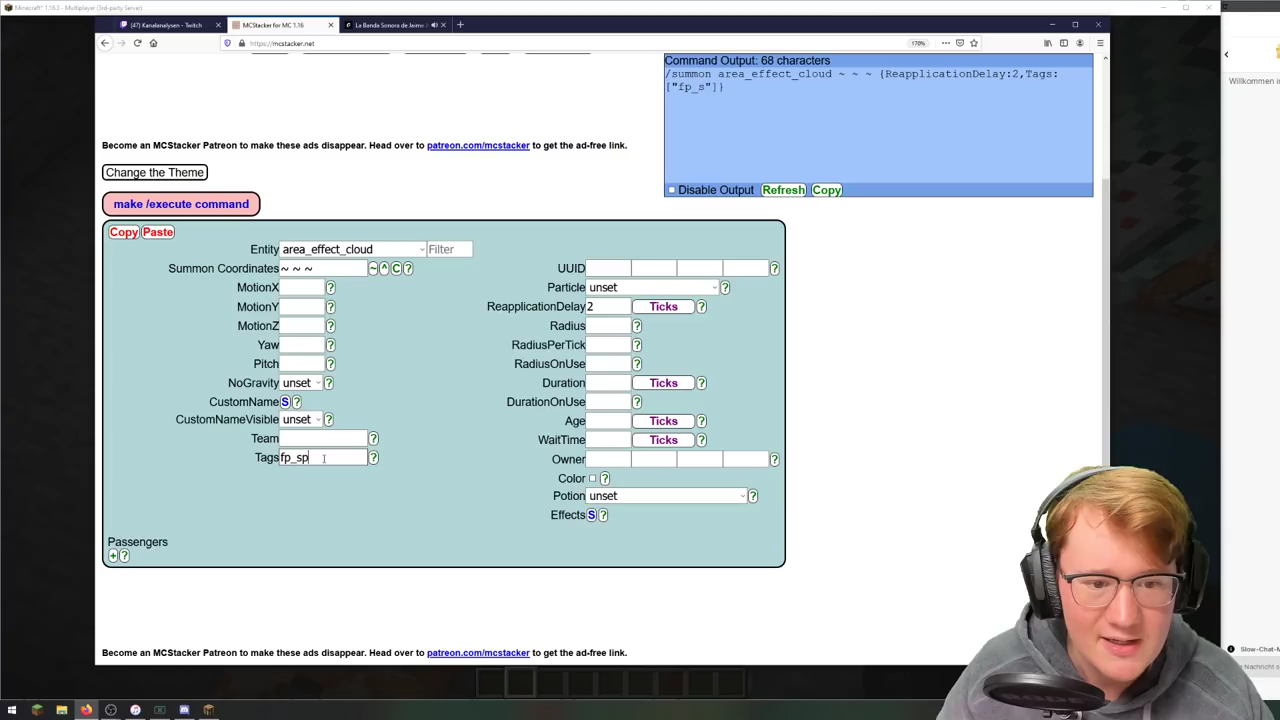 Minecraft* 1.16.3 - Multiplayer (3rd-party Server)
(47) Kanalanalysen - Twitch
MCStacker for MC 1.16
La Banda Sonora de Jaime
https://mcstacker.net
170%
Willkommen in
Command Output: 68 characters
/summon area_effect_cloud ~ ~ ~ {ReapplicationDelay:2,Tags:
["fp_s"]}
Become an MCStacker Patreon to make these ads disappear. Head over to patreon.com/mcstacker to get the ad-free link.
Change the Theme
Disable Output Refresh Copy
make /execute command
Copy Paste
Entity area_effect_cloud Filter
Summon Coordinates ~ ~ ~ ~ ^ C ?
UUID ?
MotionX ?
Particle unset ?
MotionY ?
ReapplicationDelay 2 Ticks ?
MotionZ ?
Radius ?
Yaw ?
RadiusPerTick ?
Pitch ?
RadiusOnUse ?
NoGravity unset ?
Duration Ticks ?
CustomName S ?
DurationOnUse ?
CustomNameVisible unset ?
Age Ticks ?
Team ?
WaitTime Ticks ?
Tags fp_sp ?
Owner ?
Color ?
Potion unset ?
Effects S ?
Passengers
+ ?
Become an MCStacker Patreon to make these ads disappear. Head over to patreon.com/mcstacker to get the ad-free link.
Slow-Chat-M
Nachricht s